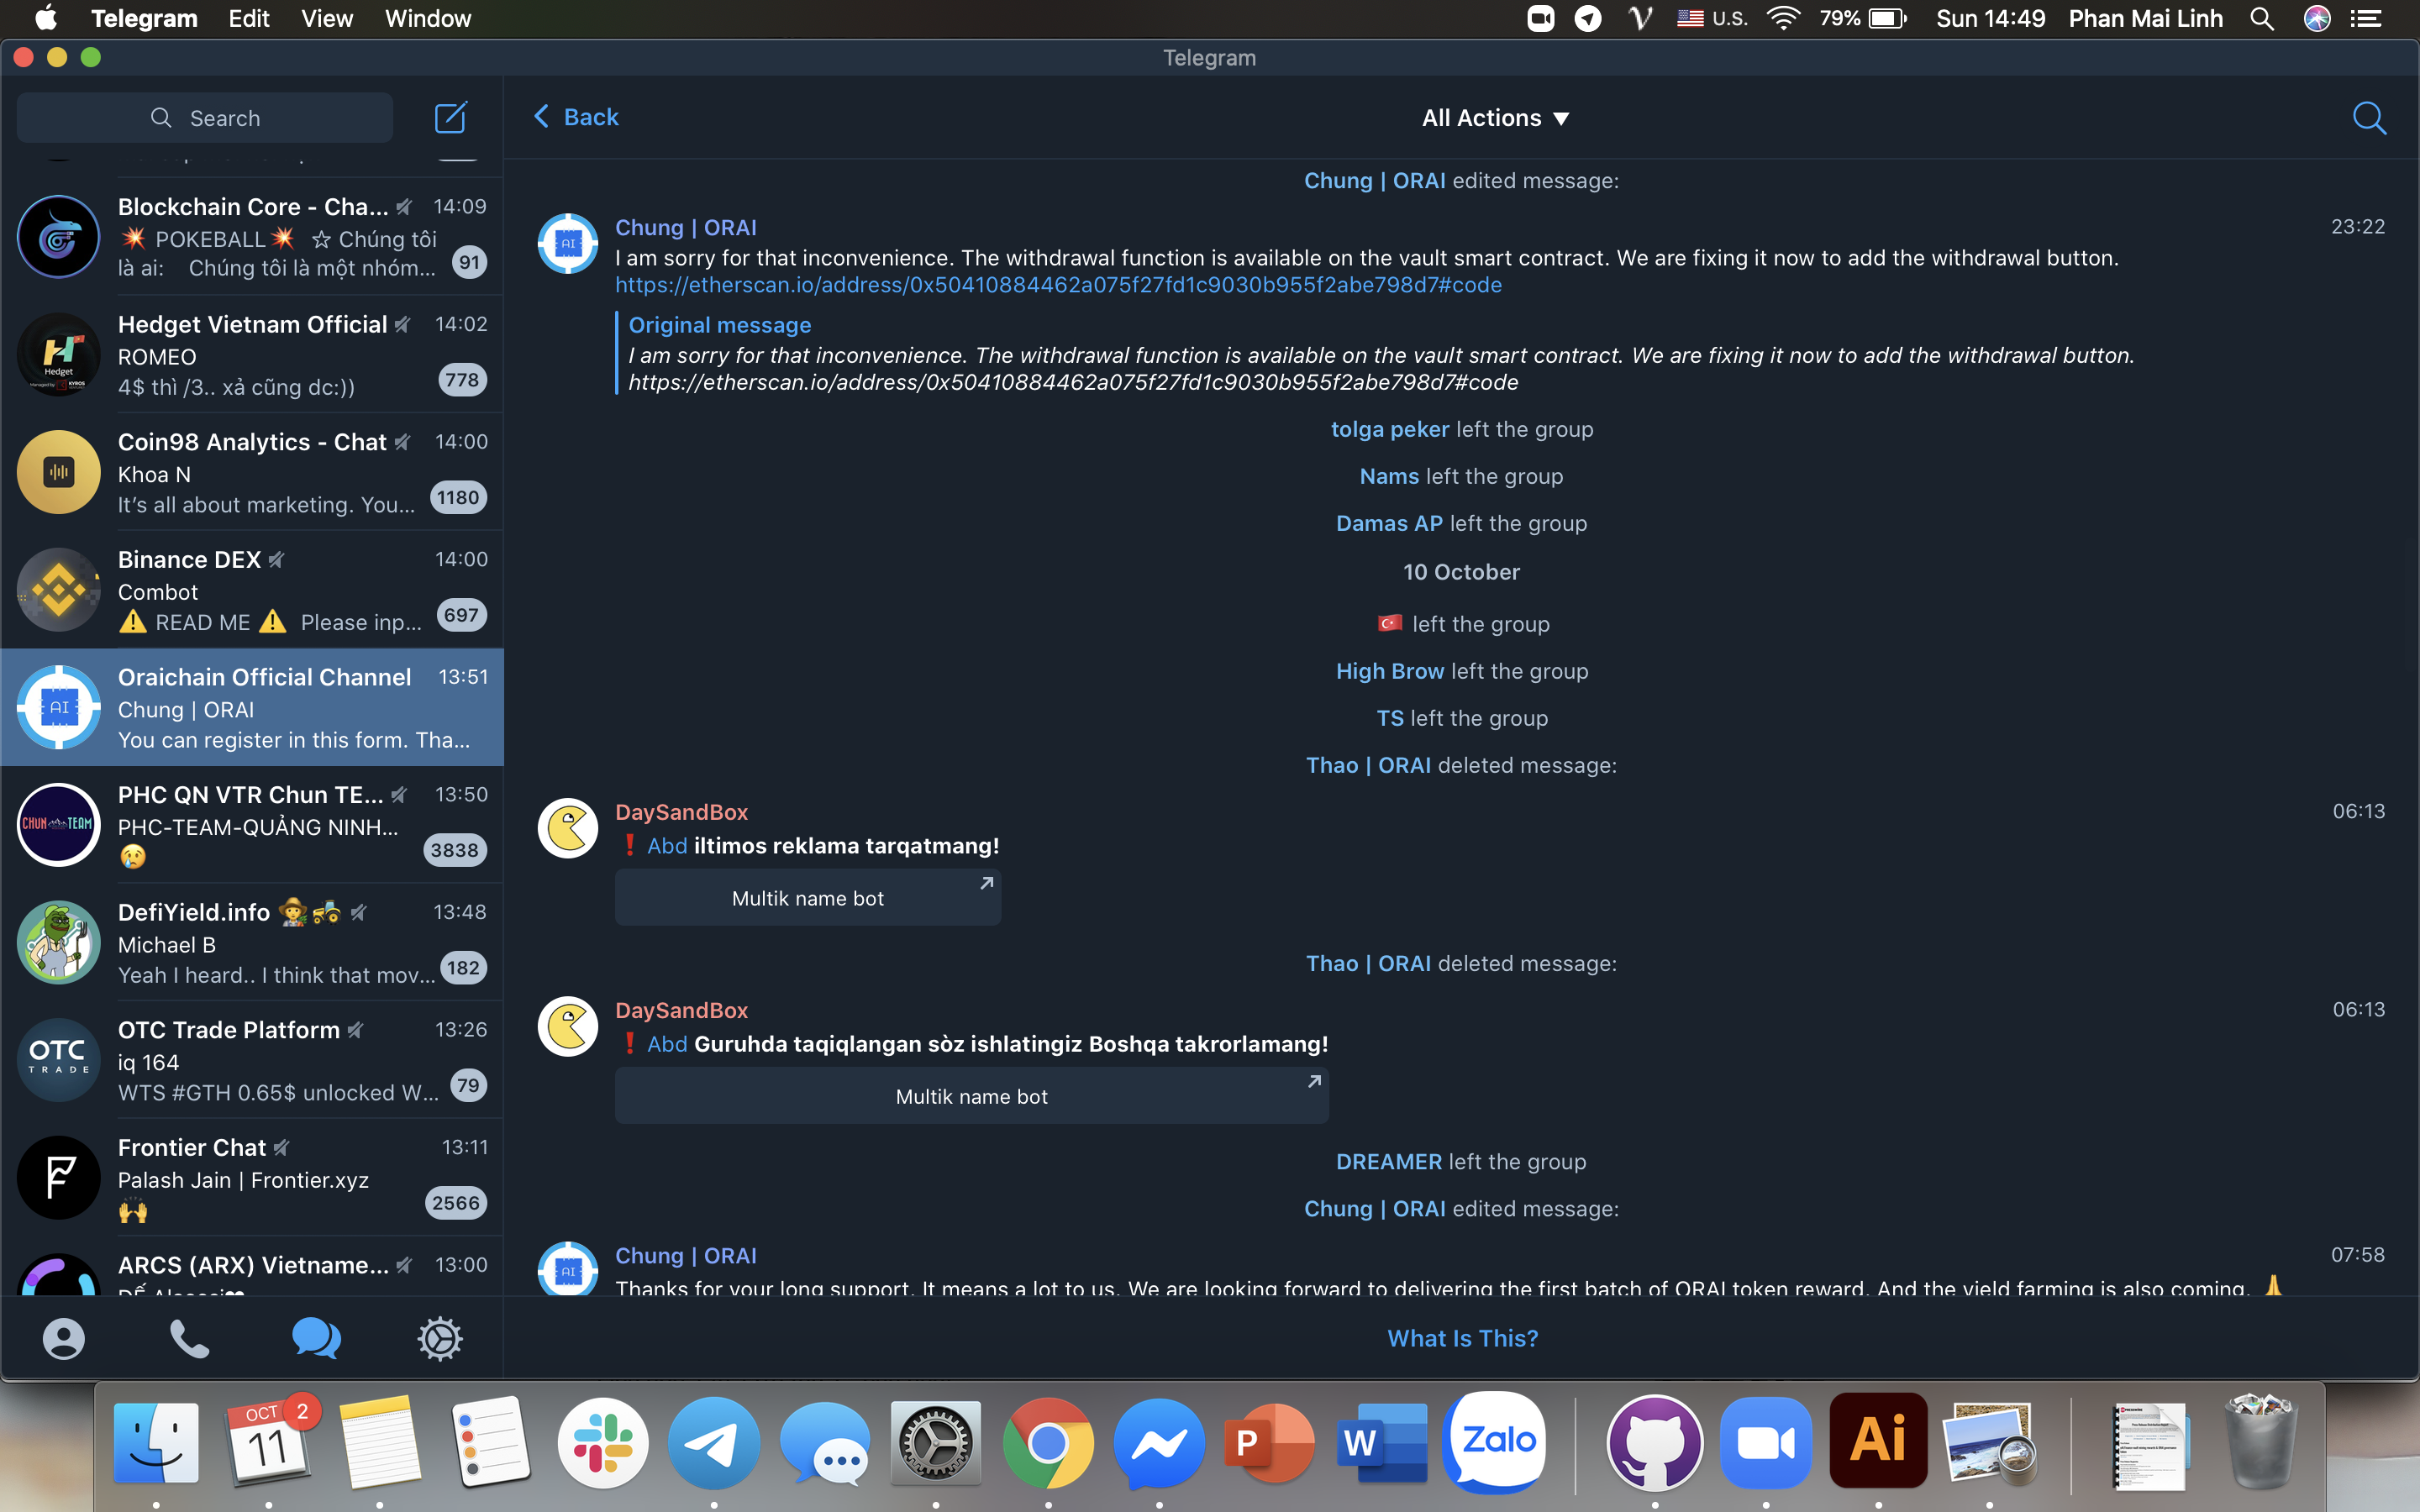 Telegram Edit View Window
U.S. 79% Sun 14:49 Phan Mai Linh
Telegram
Search
Blockchain Core - Cha... 14:09
💥 POKEBALL💥 ☆ Chúng tôi
là ai: Chúng tôi là một nhóm... 91
Hedget Vietnam Official 14:02
ROMEO
4$ thì /3.. xả cũng dc:)) 778
Hedget
Coin98 Analytics - Chat 14:00
Khoa N
It's all about marketing. You... 1180
Binance DEX 14:00
Combot
⚠️ READ ME ⚠️ Please inp... 697
Oraichain Official Channel 13:51
Chung | ORAI
You can register in this form. Tha...
AI
PHC QN VTR Chun TE... 13:50
PHC-TEAM-QUẢNG NINH...
😢 3838
CHUN TEAM
DefiYield.info 👨‍🌾🚜 13:48
Michael B
Yeah I heard.. I think that mov... 182
OTC Trade Platform 13:26
iq 164
WTS #GTH 0.65$ unlocked W... 79
OTC
TRADE
Frontier Chat 13:11
Palash Jain | Frontier.xyz
🙌 2566
ARCS (ARX) Vietname... 13:00
Back
All Actions ▼
Chung | ORAI edited message:
AI
Chung | ORAI 23:22
I am sorry for that inconvenience. The withdrawal function is available on the vault smart contract. We are fixing it now to add the withdrawal button.
https://etherscan.io/address/0x50410884462a075f27fd1c9030b955f2abe798d7#code
Original message
I am sorry for that inconvenience. The withdrawal function is available on the vault smart contract. We are fixing it now to add the withdrawal button.
https://etherscan.io/address/0x50410884462a075f27fd1c9030b955f2abe798d7#code
tolga peker left the group
Nams left the group
Damas AP left the group
10 October
🇹🇷 left the group
High Brow left the group
TS left the group
Thao | ORAI deleted message:
DaySandBox 06:13
❗ Abd iltimos reklama tarqatmang!
Multik name bot
Thao | ORAI deleted message:
DaySandBox 06:13
❗ Abd Guruhda taqiqlangan sòz ishlatingiz Boshqa takrorlamang!
Multik name bot
DREAMER left the group
Chung | ORAI edited message:
AI
Chung | ORAI 07:58
Thanks for your long support. It means a lot to us. We are looking forward to delivering the first batch of ORAI token reward. And the yield farming is also coming. 🙏
What Is This?
OCT 2
11
P
W
Zalo
Ai